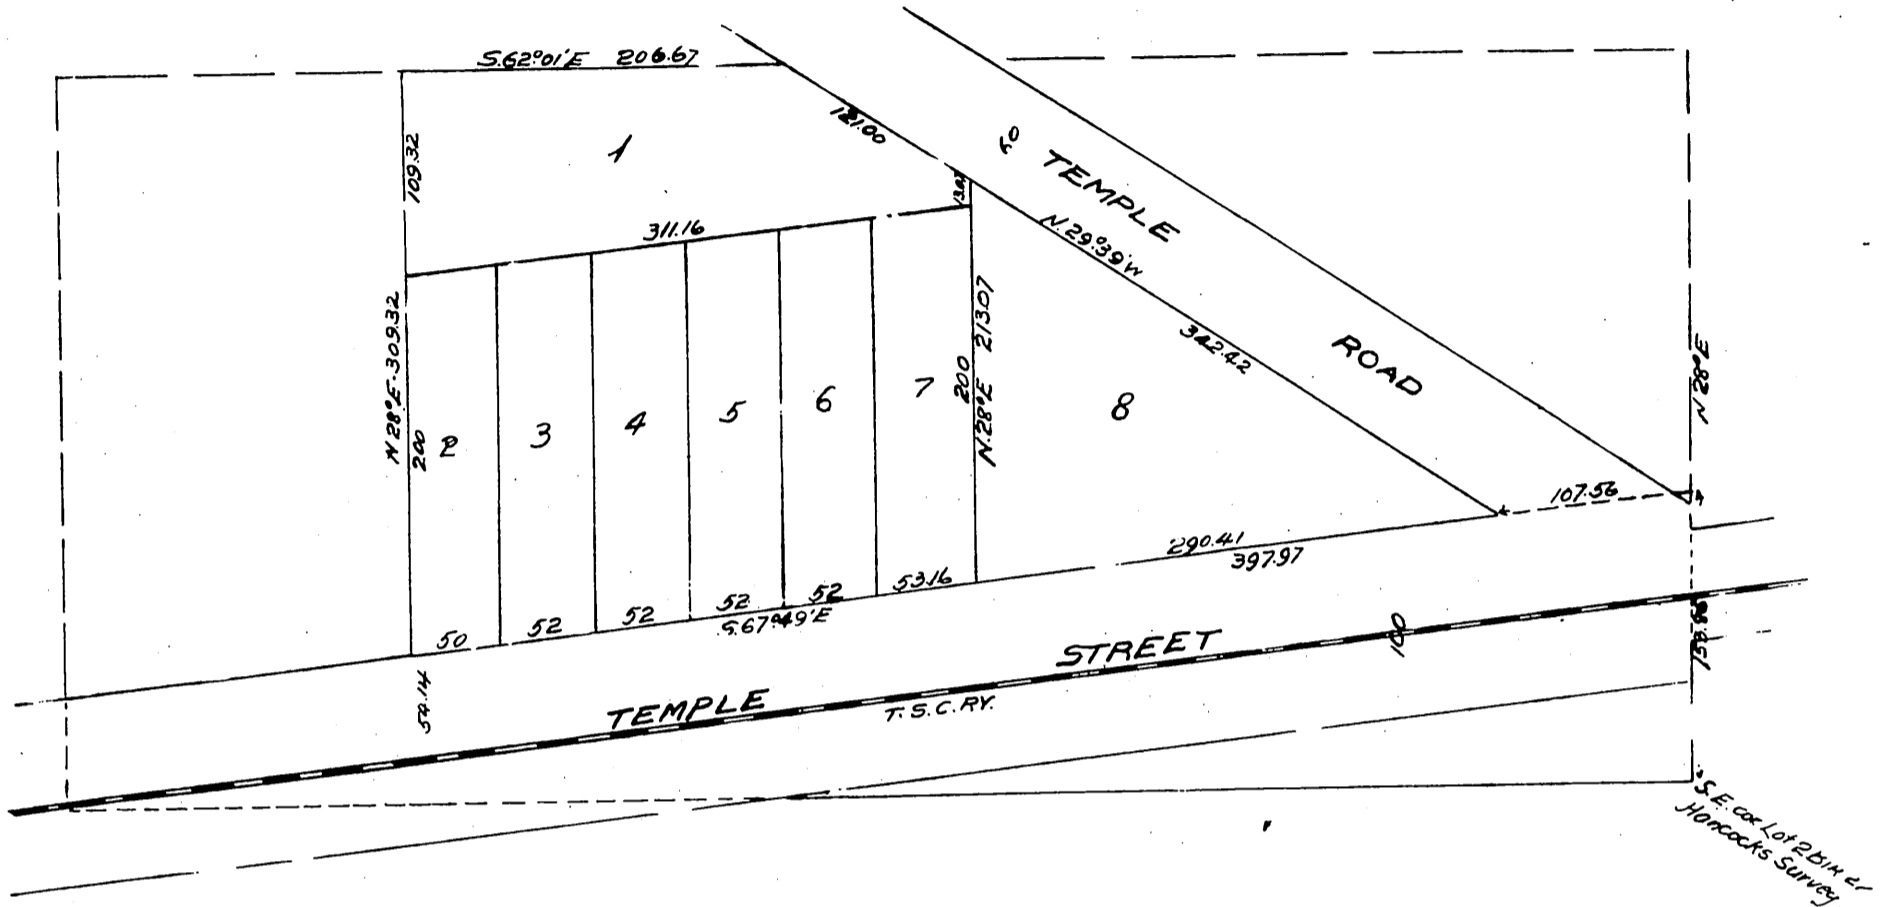 S.62°01'E 206.67
121.00
60
TEMPLE
ROAD
1
109.32
13.07
311.16
N.29°39'W
342.42
N 28°E 309.32
200
2
3
4
5
6
7
200
N.28°E 213.07
8
N 28°E
107.56
290.41
397.97
50
52
52
52
52
53.16
S.67°49'E
54.14
TEMPLE
STREET
T.S.C.RY.
100
S.E. cor Lot 2
Hancocks Survey